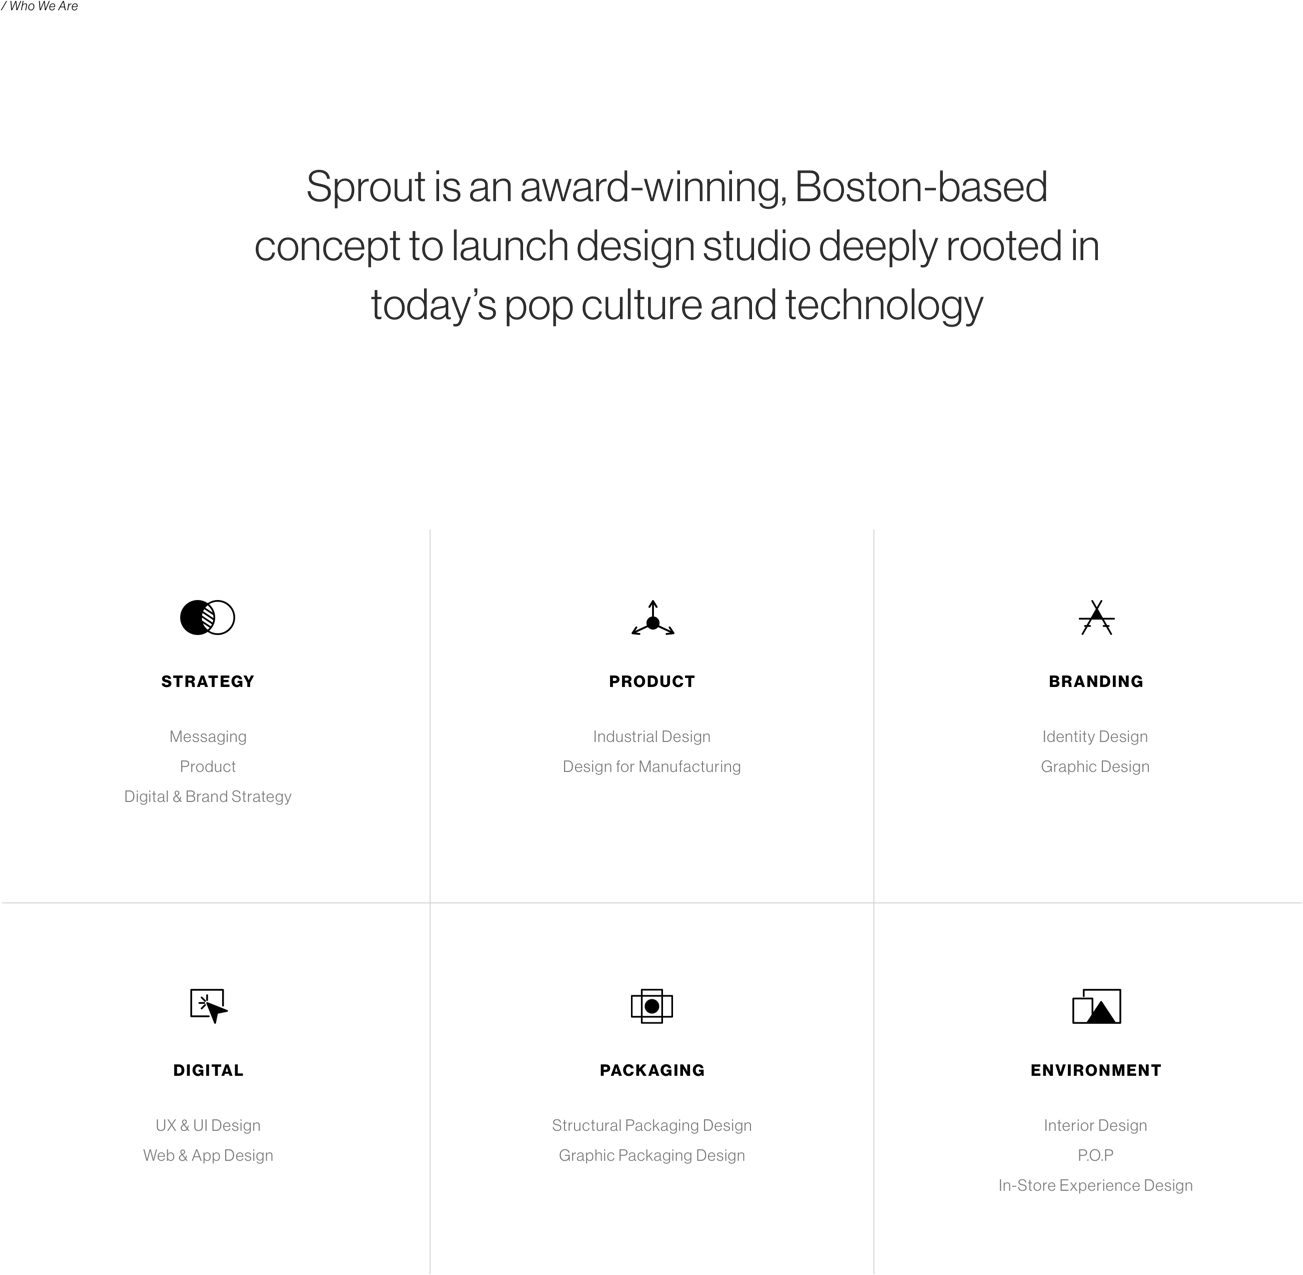 / Who We Are
Sprout is an award-winning, Boston-based
concept to launch design studio deeply rooted in
today’s pop culture and technology
STRATEGY
Messaging
Product
Digital & Brand Strategy
PRODUCT
Industrial Design
Design for Manufacturing
BRANDING
Identity Design
Graphic Design
DIGITAL
UX & UI Design
Web & App Design
PACKAGING
Structural Packaging Design
Graphic Packaging Design
ENVIRONMENT
Interior Design
P.O.P
In-Store Experience Design